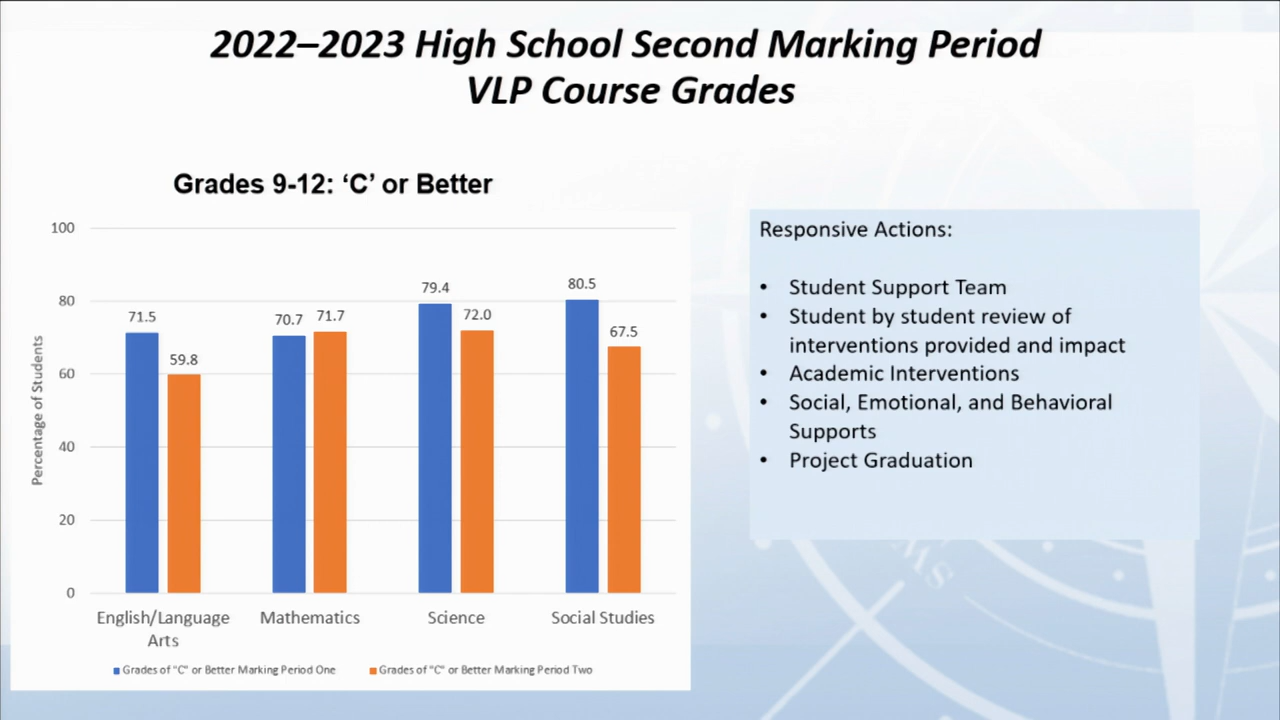 2022–2023 High School Second Marking Period
VLP Course Grades
Grades 9-12: ‘C’ or Better
Percentage of Students
100
80
60
40
20
0
71.5
59.8
70.7
71.7
79.4
72.0
80.5
67.5
English/Language
Arts
Mathematics
Science
Social Studies
Grades of "C" or Better Marking Period One
Grades of "C" or Better Marking Period Two
Responsive Actions:
• Student Support Team
• Student by student review of
interventions provided and impact
• Academic Interventions
• Social, Emotional, and Behavioral
Supports
• Project Graduation